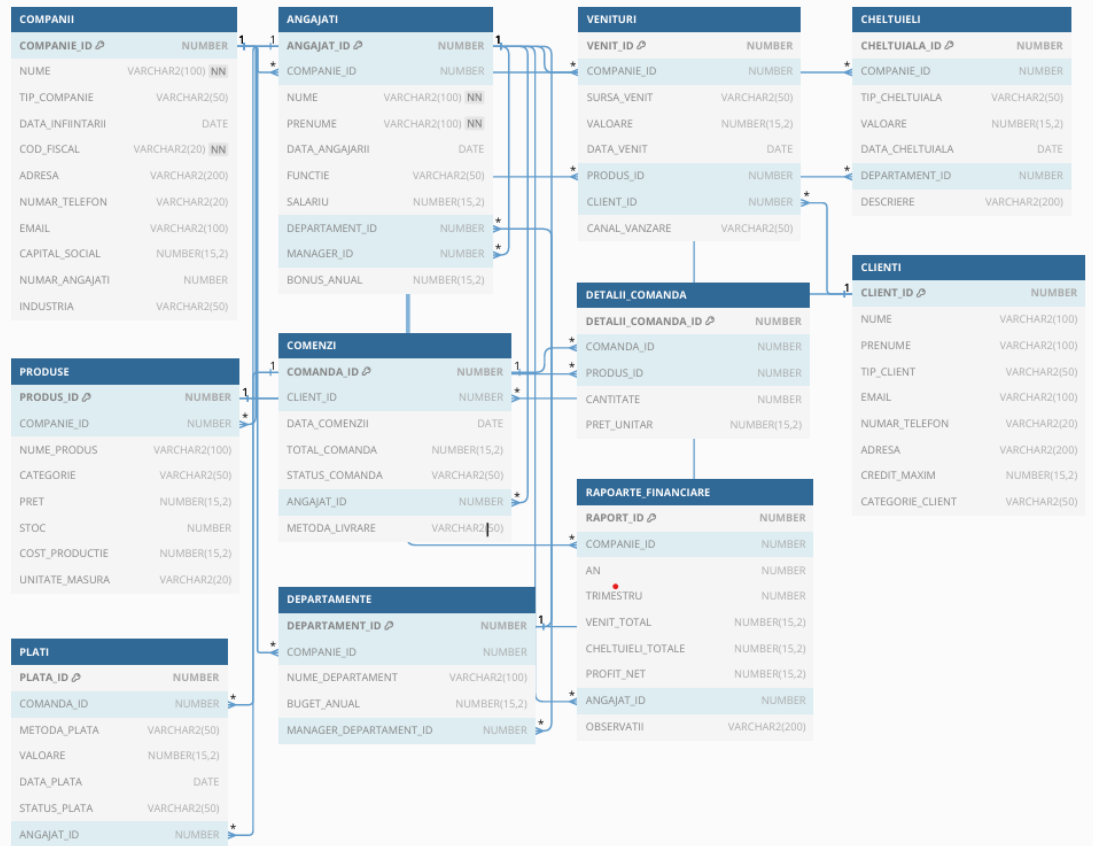 COMPANII
COMPANIE_ID NUMBER
NUME VARCHAR2(100) NN
TIP_COMPANIE VARCHAR2(50)
DATA_INFIINTARII DATE
COD_FISCAL VARCHAR2(20) NN
ADRESA VARCHAR2(200)
NUMAR_TELEFON VARCHAR2(20)
EMAIL VARCHAR2(100)
CAPITAL_SOCIAL NUMBER(15,2)
NUMAR_ANGAJATI NUMBER
INDUSTRIA VARCHAR2(50)
ANGAJATI
ANGAJAT_ID NUMBER
COMPANIE_ID NUMBER
NUME VARCHAR2(100) NN
PRENUME VARCHAR2(100) NN
DATA_ANGAJARII DATE
FUNCTIE VARCHAR2(50)
SALARIU NUMBER(15,2)
DEPARTAMENT_ID NUMBER
MANAGER_ID NUMBER
BONUS_ANUAL NUMBER(15,2)
VENITURI
VENIT_ID NUMBER
COMPANIE_ID NUMBER
SURSA_VENIT VARCHAR2(50)
VALOARE NUMBER(15,2)
DATA_VENIT DATE
PRODUS_ID NUMBER
CLIENT_ID NUMBER
CANAL_VANZARE VARCHAR2(50)
CHELTUIELI
CHELTUIALA_ID NUMBER
COMPANIE_ID NUMBER
TIP_CHELTUIALA VARCHAR2(50)
VALOARE NUMBER(15,2)
DATA_CHELTUIALA DATE
DEPARTAMENT_ID NUMBER
DESCRIERE VARCHAR2(200)
CLIENTI
CLIENT_ID NUMBER
NUME VARCHAR2(100)
PRENUME VARCHAR2(100)
TIP_CLIENT VARCHAR2(50)
EMAIL VARCHAR2(100)
NUMAR_TELEFON VARCHAR2(20)
ADRESA VARCHAR2(200)
CREDIT_MAXIM NUMBER(15,2)
CATEGORIE_CLIENT VARCHAR2(50)
DETALII_COMANDA
DETALII_COMANDA_ID NUMBER
COMANDA_ID NUMBER
PRODUS_ID NUMBER
CANTITATE NUMBER
PRET_UNITAR NUMBER(15,2)
COMENZI
COMANDA_ID NUMBER
CLIENT_ID NUMBER
DATA_COMENZII DATE
TOTAL_COMANDA NUMBER(15,2)
STATUS_COMANDA VARCHAR2(50)
ANGAJAT_ID NUMBER
METODA_LIVRARE VARCHAR2(50)
PRODUSE
PRODUS_ID NUMBER
COMPANIE_ID NUMBER
NUME_PRODUS VARCHAR2(100)
CATEGORIE VARCHAR2(50)
PRET NUMBER(15,2)
STOC NUMBER
COST_PRODUCTIE NUMBER(15,2)
UNITATE_MASURA VARCHAR2(20)
RAPOARTE_FINANCIARE
RAPORT_ID NUMBER
COMPANIE_ID NUMBER
AN NUMBER
TRIMESTRU NUMBER
VENIT_TOTAL NUMBER(15,2)
CHELTUIELI_TOTALE NUMBER(15,2)
PROFIT_NET NUMBER(15,2)
ANGAJAT_ID NUMBER
OBSERVATII VARCHAR2(200)
DEPARTAMENTE
DEPARTAMENT_ID NUMBER
COMPANIE_ID NUMBER
NUME_DEPARTAMENT VARCHAR2(100)
BUGET_ANUAL NUMBER(15,2)
MANAGER_DEPARTAMENT_ID NUMBER
PLATI
PLATA_ID NUMBER
COMANDA_ID NUMBER
METODA_PLATA VARCHAR2(50)
VALOARE NUMBER(15,2)
DATA_PLATA DATE
STATUS_PLATA VARCHAR2(50)
ANGAJAT_ID NUMBER